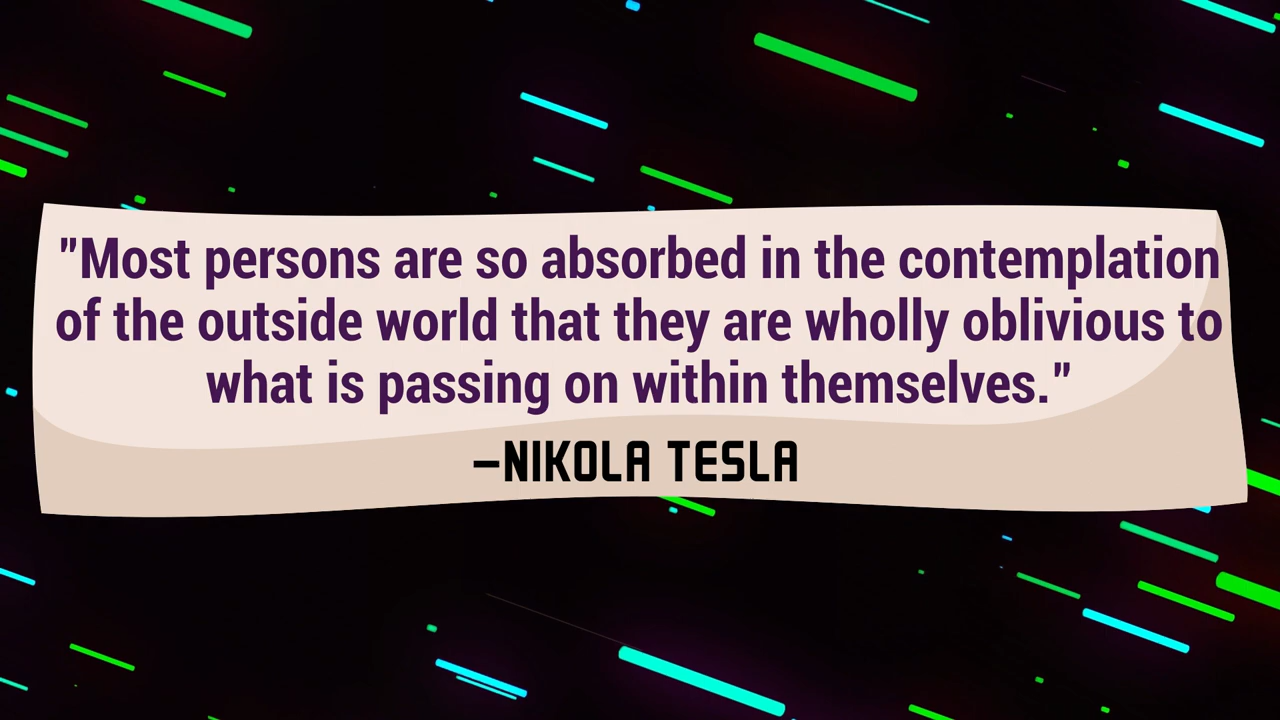 "Most persons are so absorbed in the contemplation
of the outside world that they are wholly oblivious to
what is passing on within themselves."
–NIKOLA TESLA